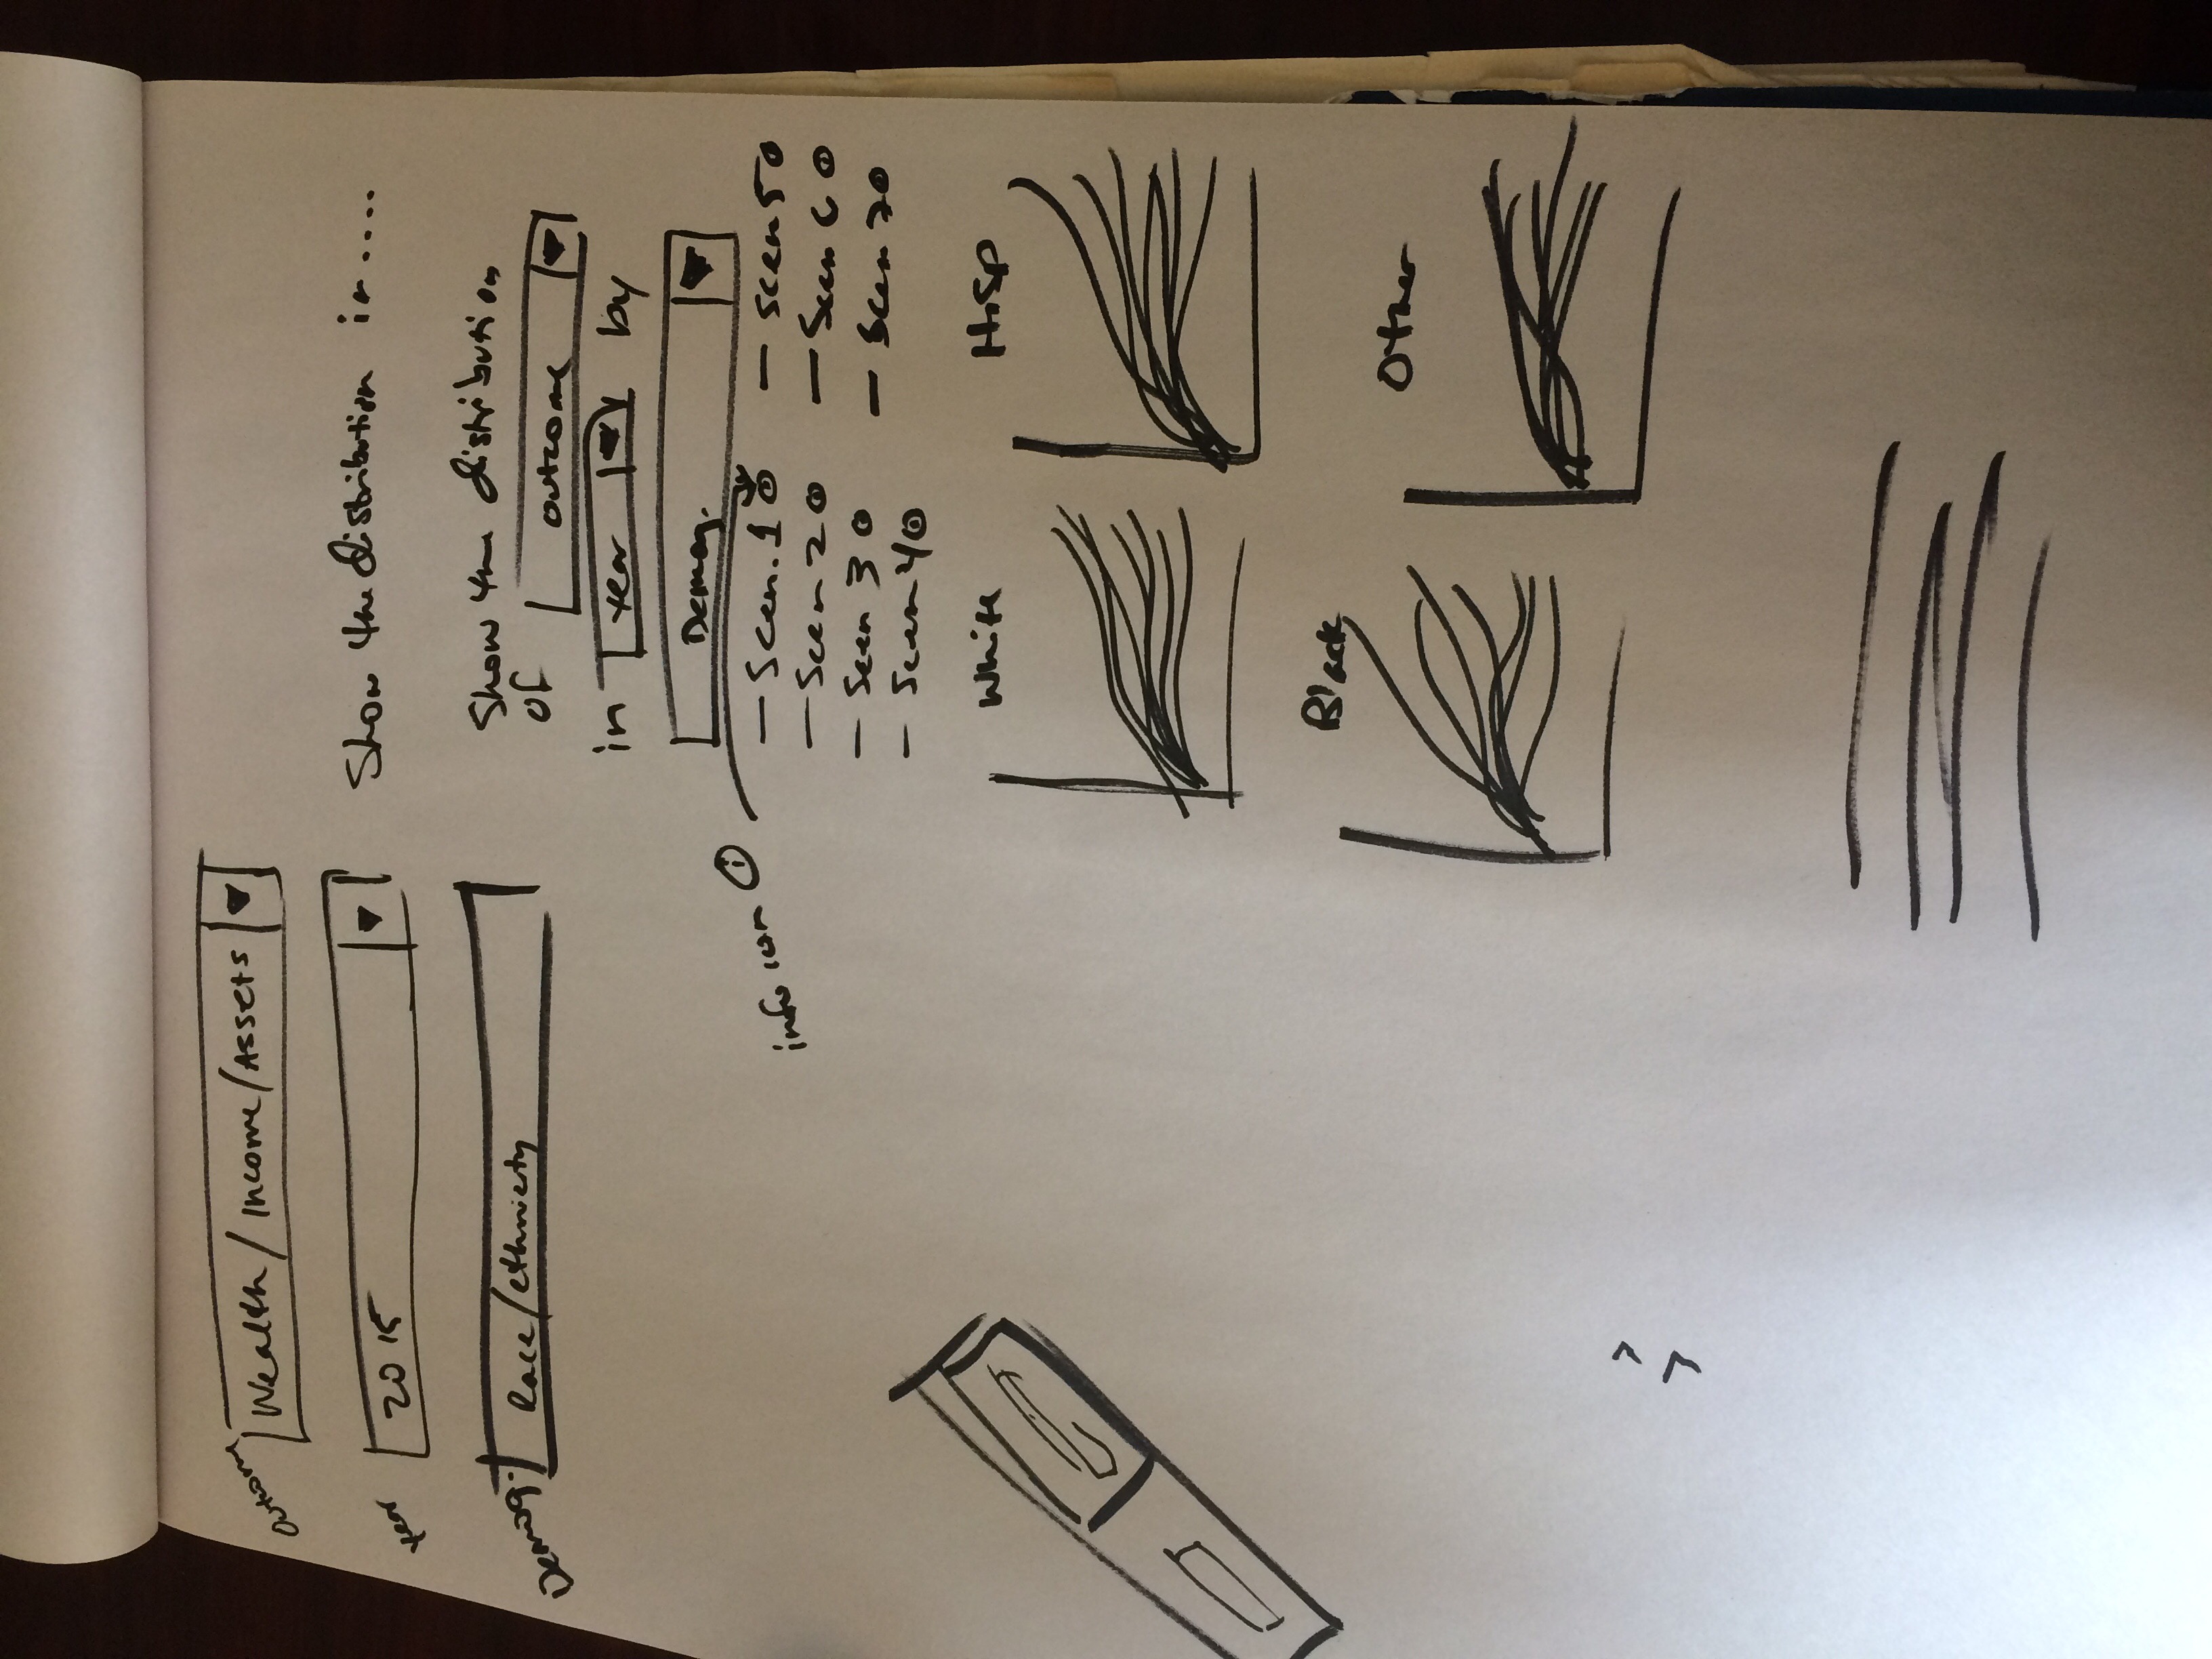 Outcome
Wealth / Income / Assets
Year
2015
Demog.
Race/ethnicity
Show the distribution in ....
Show the distribution
of outcome
in year by
Demog.
info icon i
- Scen. 1 i
- Scen 2 i
- Scen 3 i
- Scen 4 i
- Scen 5 i
- Scen 6 i
- Scen 7 i
White
Hisp
Black
Other